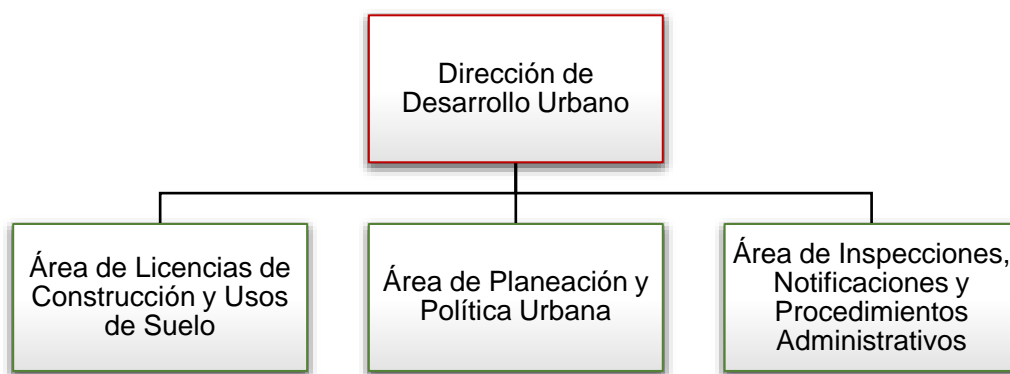 Dirección de
Desarrollo Urbano
Área de Licencias de
Construcción y Usos
de Suelo
Área de Planeación y
Política Urbana
Área de Inspecciones,
Notificaciones y
Procedimientos
Administrativos